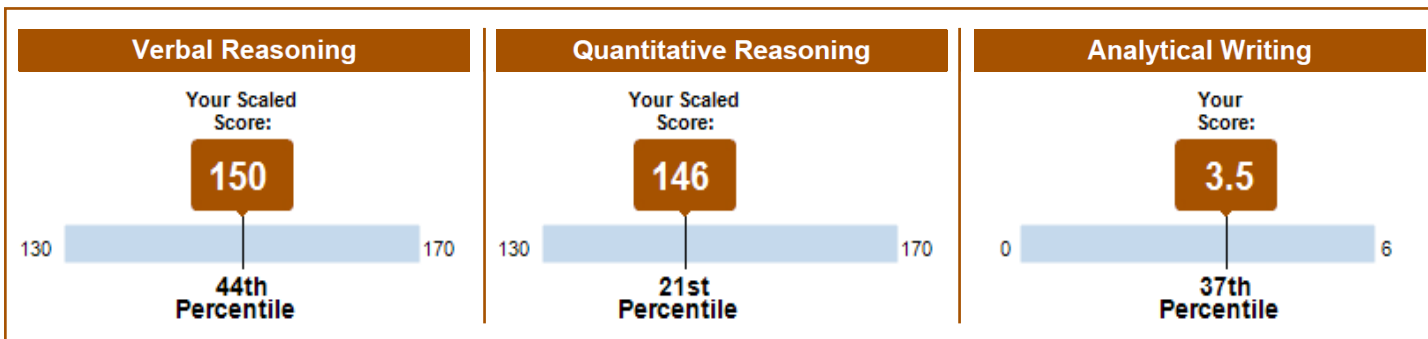 Verbal Reasoning
Your Scaled
Score:
150
130
170
44th
Percentile
Quantitative Reasoning
Your Scaled
Score:
146
130
170
21st
Percentile
Analytical Writing
Your
Score:
3.5
0
6
37th
Percentile